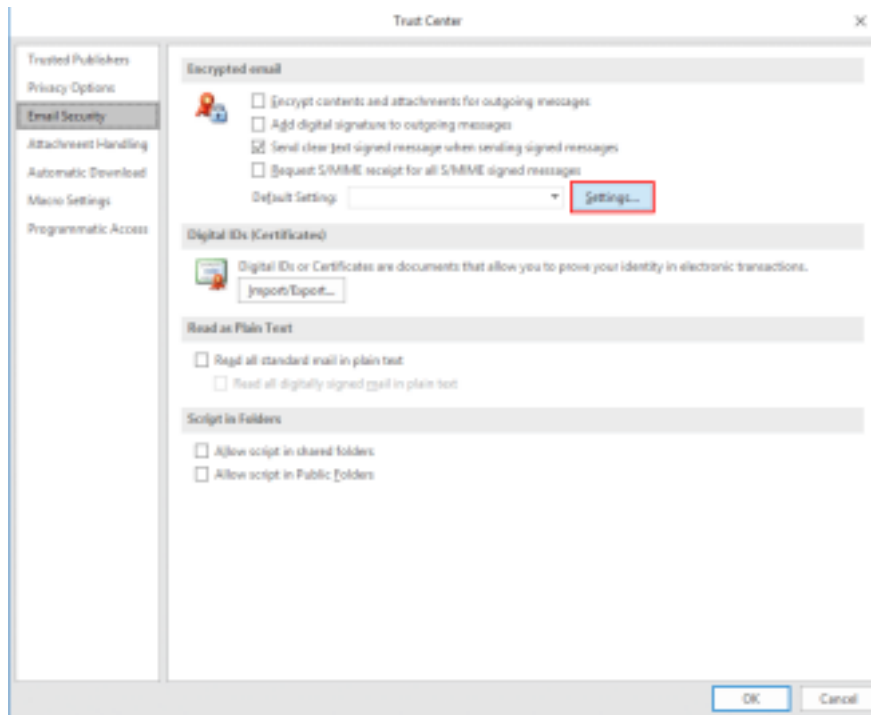 Trust Center
Trusted Publishers
Privacy Options
Email Security
Attachment Handling
Automatic Download
Macro Settings
Programmatic Access
Encrypted email
Encrypt contents and attachments for outgoing messages
Add digital signature to outgoing messages
Send clear text signed message when sending signed messages
Request S/MIME receipt for all S/MIME signed messages
Default Setting: Settings...
Digital IDs (Certificates)
Digital IDs or Certificates are documents that allow you to prove your identity in electronic transactions.
Import/Export...
Read as Plain Text
Read all standard mail in plain text
Read all digitally signed mail in plain text
Script in Folders
Allow script in shared folders
Allow script in Public Folders
OK Cancel